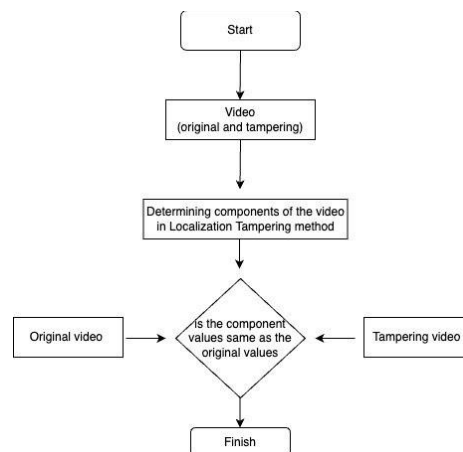 Start
Video
(original and tampering)
Determining components of the video
in Localization Tampering method
is the component
values same as the
original values
Original video
Tampering video
Finish